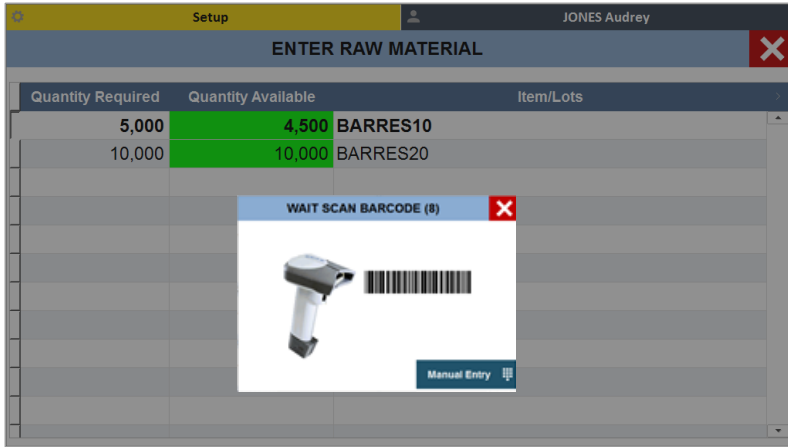 Setup
JONES Audrey
ENTER RAW MATERIAL
Quantity Required Quantity Available Item/Lots
5,000 4,500 BARRES10
10,000 10,000 BARRES20
WAIT SCAN BARCODE (8)
Manual Entry